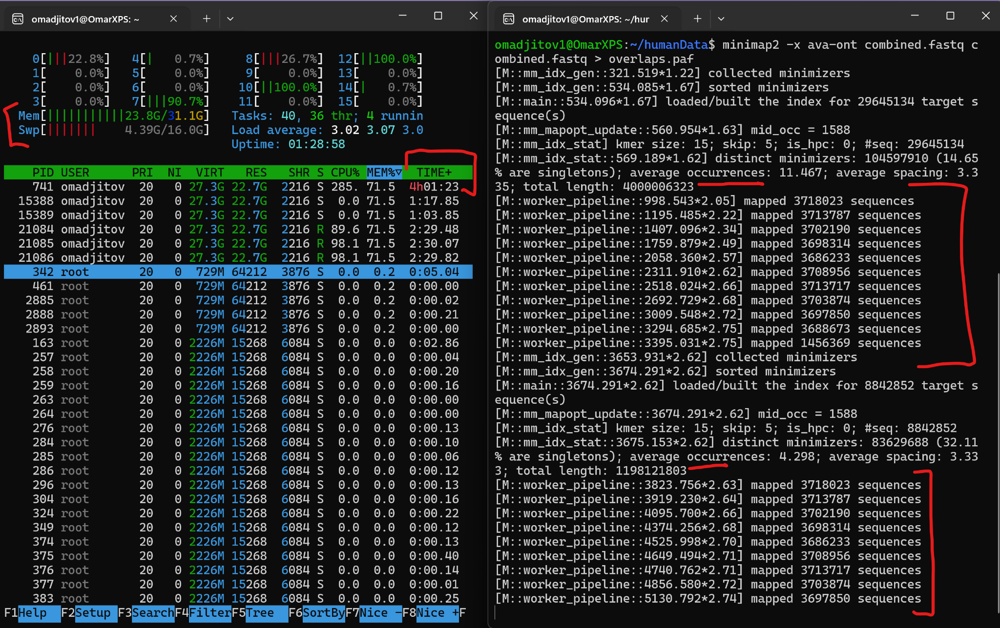 omadjitov1@OmarXPS: ~
0[|||22.8%] 4[| 0.7%] 8[|||26.7%] 12[||100.0%]
1[ 0.0%] 5[ 0.0%] 9[ 0.0%] 13[ 0.0%]
2[ 0.0%] 6[ 0.0%] 10[||100.0%] 14[| 0.7%]
3[ 0.0%] 7[|||90.7%] 11[ 0.0%] 15[ 0.0%]
Mem[|||||||||||23.8G/31.1G] Tasks: 40, 36 thr; 4 runnin
Swp[||||||| 4.39G/16.0G] Load average: 3.02 3.07 3.0
Uptime: 01:28:58
PID USER PRI NI VIRT RES SHR S CPU% MEM%▽ TIME+
741 omadjitov 20 0 27.3G 22.7G 2216 S 285. 71.5 4h01:23
15388 omadjitov 20 0 27.3G 22.7G 2216 S 0.0 71.5 1:17.85
15389 omadjitov 20 0 27.3G 22.7G 2216 S 0.0 71.5 1:03.85
21084 omadjitov 20 0 27.3G 22.7G 2216 R 89.6 71.5 2:29.48
21085 omadjitov 20 0 27.3G 22.7G 2216 R 98.1 71.5 2:30.07
21086 omadjitov 20 0 27.3G 22.7G 2216 R 98.1 71.5 2:29.82
342 root 20 0 729M 64212 3876 S 0.0 0.2 0:05.04
461 root 20 0 729M 64212 3876 S 0.0 0.2 0:00.00
2885 root 20 0 729M 64212 3876 S 0.0 0.2 0:00.02
2888 root 20 0 729M 64212 3876 S 0.0 0.2 0:00.21
2893 root 20 0 729M 64212 3876 S 0.0 0.2 0:00.00
163 root 20 0 2226M 15268 6084 S 0.0 0.0 0:02.86
257 root 20 0 2226M 15268 6084 S 0.0 0.0 0:00.04
258 root 20 0 2226M 15268 6084 S 0.0 0.0 0:00.20
259 root 20 0 2226M 15268 6084 S 0.0 0.0 0:00.16
263 root 20 0 2226M 15268 6084 S 0.0 0.0 0:00.00
264 root 20 0 2226M 15268 6084 S 0.0 0.0 0:00.00
276 root 20 0 2226M 15268 6084 S 0.0 0.0 0:00.13
284 root 20 0 2226M 15268 6084 S 0.0 0.0 0:00.10
285 root 20 0 2226M 15268 6084 S 0.0 0.0 0:00.06
286 root 20 0 2226M 15268 6084 S 0.0 0.0 0:00.12
296 root 20 0 2226M 15268 6084 S 0.0 0.0 0:00.13
304 root 20 0 2226M 15268 6084 S 0.0 0.0 0:00.16
324 root 20 0 2226M 15268 6084 S 0.0 0.0 0:00.22
349 root 20 0 2226M 15268 6084 S 0.0 0.0 0:00.12
374 root 20 0 2226M 15268 6084 S 0.0 0.0 0:00.13
375 root 20 0 2226M 15268 6084 S 0.0 0.0 0:00.40
376 root 20 0 2226M 15268 6084 S 0.0 0.0 0:00.14
377 root 20 0 2226M 15268 6084 S 0.0 0.0 0:00.01
383 root 20 0 2226M 15268 6084 S 0.0 0.0 0:00.25
F1Help F2Setup F3SearchF4FilterF5Tree F6SortByF7Nice -F8Nice +F
omadjitov1@OmarXPS: ~/hur
omadjitov1@OmarXPS:~/humanData$ minimap2 -x ava-ont combined.fastq c
ombined.fastq > overlaps.paf
[M::mm_idx_gen::321.519*1.22] collected minimizers
[M::mm_idx_gen::534.085*1.67] sorted minimizers
[M::main::534.096*1.67] loaded/built the index for 29645134 target s
equence(s)
[M::mm_mapopt_update::560.954*1.63] mid_occ = 1588
[M::mm_idx_stat] kmer size: 15; skip: 5; is_hpc: 0; #seq: 29645134
[M::mm_idx_stat::569.189*1.62] distinct minimizers: 104597910 (14.65
% are singletons); average occurrences: 11.467; average spacing: 3.3
35; total length: 4000006323
[M::worker_pipeline::998.543*2.05] mapped 3718023 sequences
[M::worker_pipeline::1195.485*2.22] mapped 3713787 sequences
[M::worker_pipeline::1407.096*2.34] mapped 3702190 sequences
[M::worker_pipeline::1759.879*2.49] mapped 3698314 sequences
[M::worker_pipeline::2058.360*2.57] mapped 3686233 sequences
[M::worker_pipeline::2311.910*2.62] mapped 3708956 sequences
[M::worker_pipeline::2518.024*2.66] mapped 3713717 sequences
[M::worker_pipeline::2692.729*2.68] mapped 3703874 sequences
[M::worker_pipeline::3009.548*2.72] mapped 3697850 sequences
[M::worker_pipeline::3294.685*2.75] mapped 3688673 sequences
[M::worker_pipeline::3395.031*2.75] mapped 1456369 sequences
[M::mm_idx_gen::3653.931*2.62] collected minimizers
[M::mm_idx_gen::3674.291*2.62] sorted minimizers
[M::main::3674.291*2.62] loaded/built the index for 8842852 target s
equence(s)
[M::mm_mapopt_update::3674.291*2.62] mid_occ = 1588
[M::mm_idx_stat] kmer size: 15; skip: 5; is_hpc: 0; #seq: 8842852
[M::mm_idx_stat::3675.153*2.62] distinct minimizers: 83629688 (32.11
% are singletons); average occurrences: 4.298; average spacing: 3.33
3; total length: 1198121803
[M::worker_pipeline::3823.756*2.63] mapped 3718023 sequences
[M::worker_pipeline::3919.230*2.64] mapped 3713787 sequences
[M::worker_pipeline::4095.700*2.66] mapped 3702190 sequences
[M::worker_pipeline::4374.256*2.68] mapped 3698314 sequences
[M::worker_pipeline::4525.998*2.70] mapped 3686233 sequences
[M::worker_pipeline::4649.494*2.71] mapped 3708956 sequences
[M::worker_pipeline::4740.762*2.71] mapped 3713717 sequences
[M::worker_pipeline::4856.580*2.72] mapped 3703874 sequences
[M::worker_pipeline::5130.792*2.74] mapped 3697850 sequences